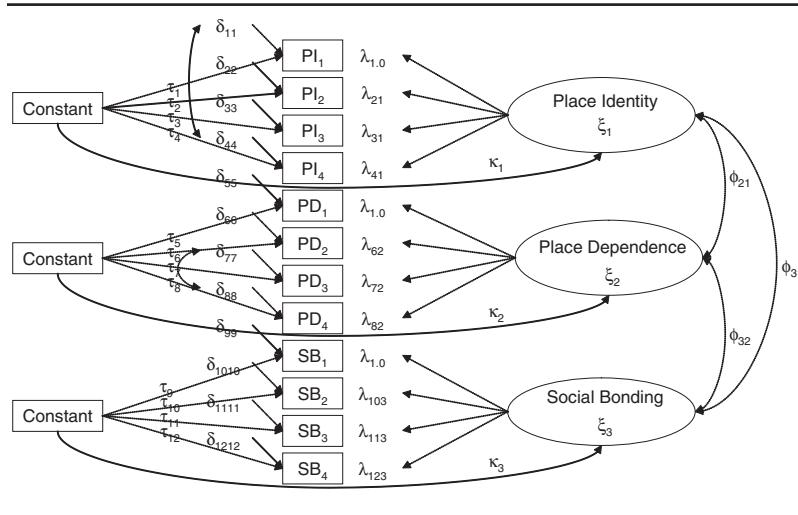 δ₁₁
PI₁ λ₁.₀
δ₂₂
τ₁
PI₂ λ₂₁
Place Identity
ξ₁
Constant
τ₂
δ₃₃
τ₃
PI₃ λ₃₁
τ₄
δ₄₄
PI₄ λ₄₁
κ₁
δ₅₅
ϕ₂₁
PD₁ λ₁.₀
δ₆₆
τ₅
PD₂ λ₆₂
Place Dependence
ξ₂
Constant
τ₆
δ₇₇
τ₇
PD₃ λ₇₂
ϕ₃
τ₈
δ₈₈
PD₄ λ₈₂
κ₂
δ₉₉
ϕ₃₂
SB₁ λ₁.₀
δ₁₀₁₀
τ₉
SB₂ λ₁₀₃
Social Bonding
ξ₃
Constant
τ₁₀
δ₁₁₁₁
τ₁₁
SB₃ λ₁₁₃
τ₁₂
δ₁₂₁₂
SB₄ λ₁₂₃
κ₃